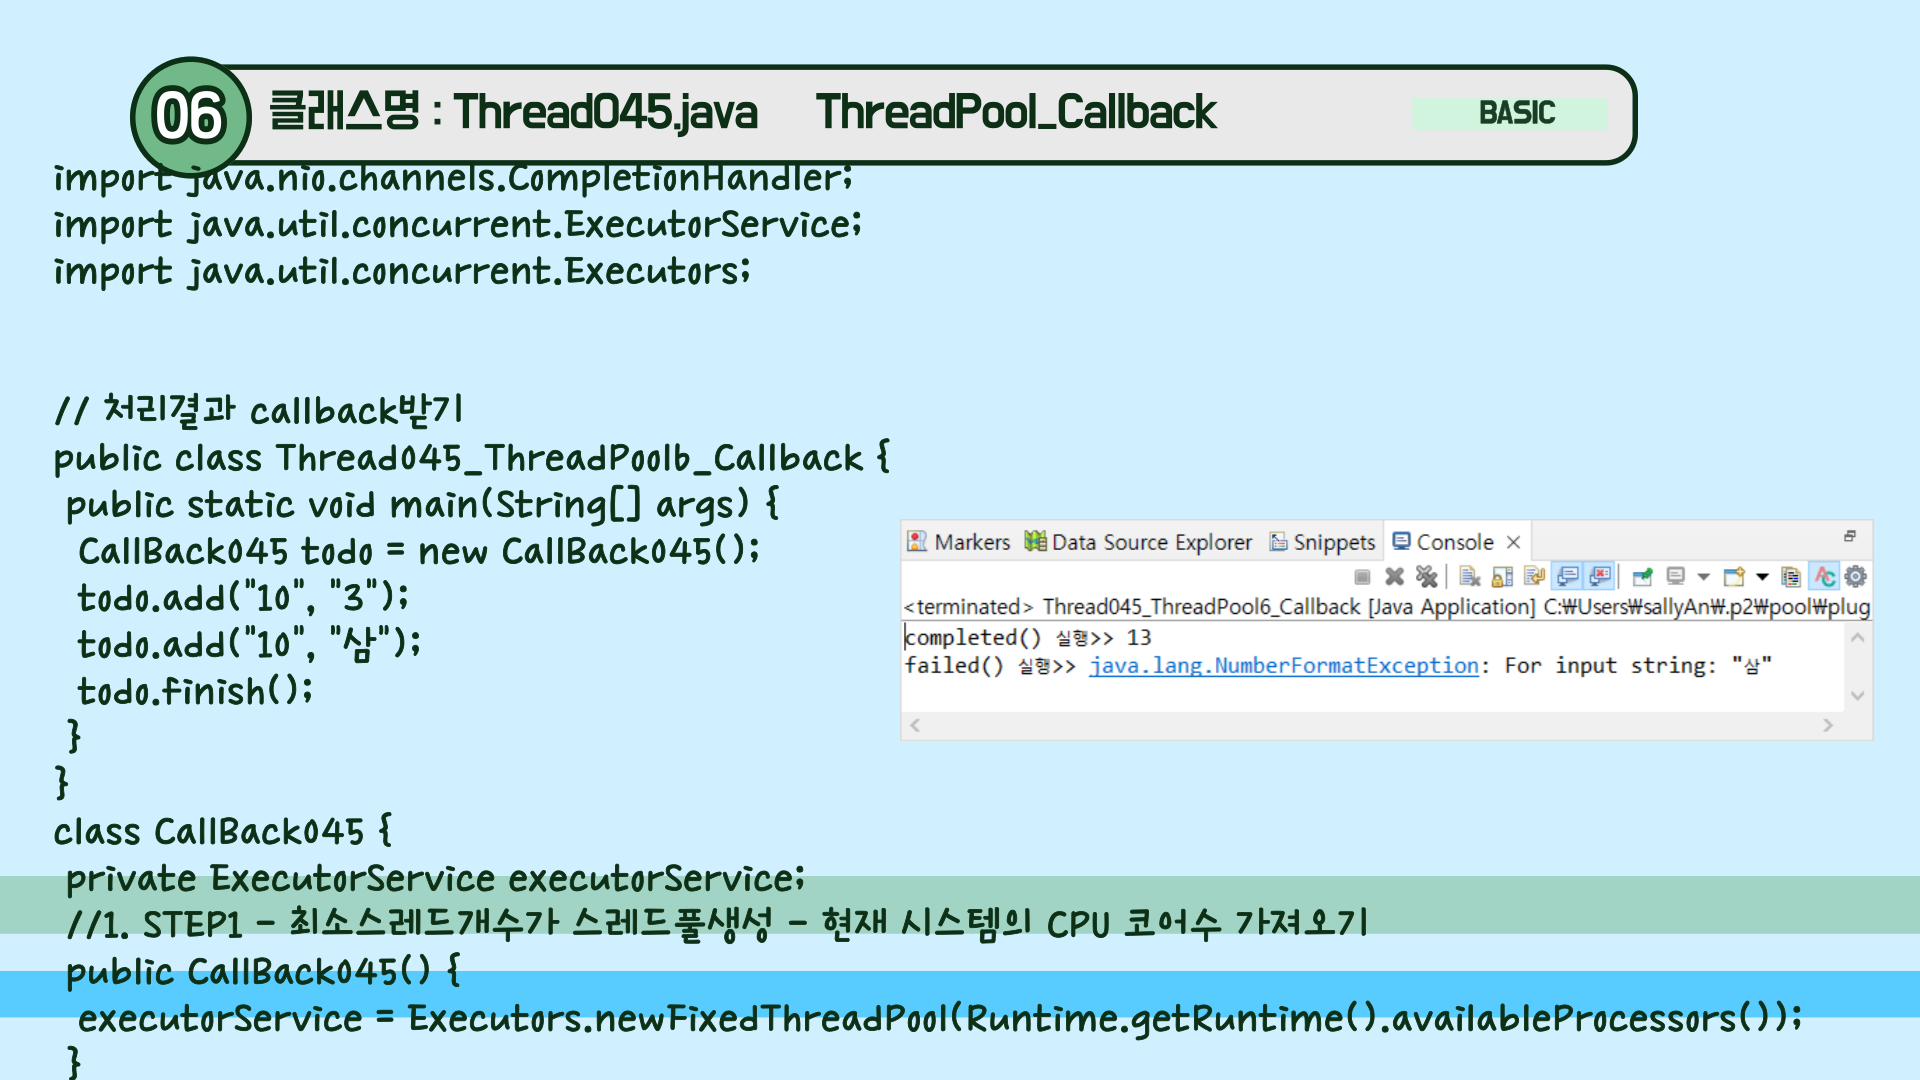 06 클래스명 : Thread045.java ThreadPool_Callback BASIC
import java.nio.channels.CompletionHandler;
import java.util.concurrent.ExecutorService;
import java.util.concurrent.Executors;
// 처리결과 callback받기
public class Thread045_ThreadPool6_Callback {
public static void main(String[] args) {
CallBack045 todo = new CallBack045();
todo.add("10", "3");
todo.add("10", "삼");
todo.finish();
}
}
class CallBack045 {
private ExecutorService executorService;
//1. STEP1 - 최소스레드개수가 스레드풀생성 - 현재 시스템의 CPU 코어수 가져오기
public CallBack045() {
executorService = Executors.newFixedThreadPool(Runtime.getRuntime().availableProcessors());
}
Markers Data Source Explorer Snippets Console
<terminated> Thread045_ThreadPool6_Callback [Java Application] C:₩Users₩sallyAn₩.p2₩pool₩plug
completed() 실행>> 13
failed() 실행>> java.lang.NumberFormatException: For input string: "삼"